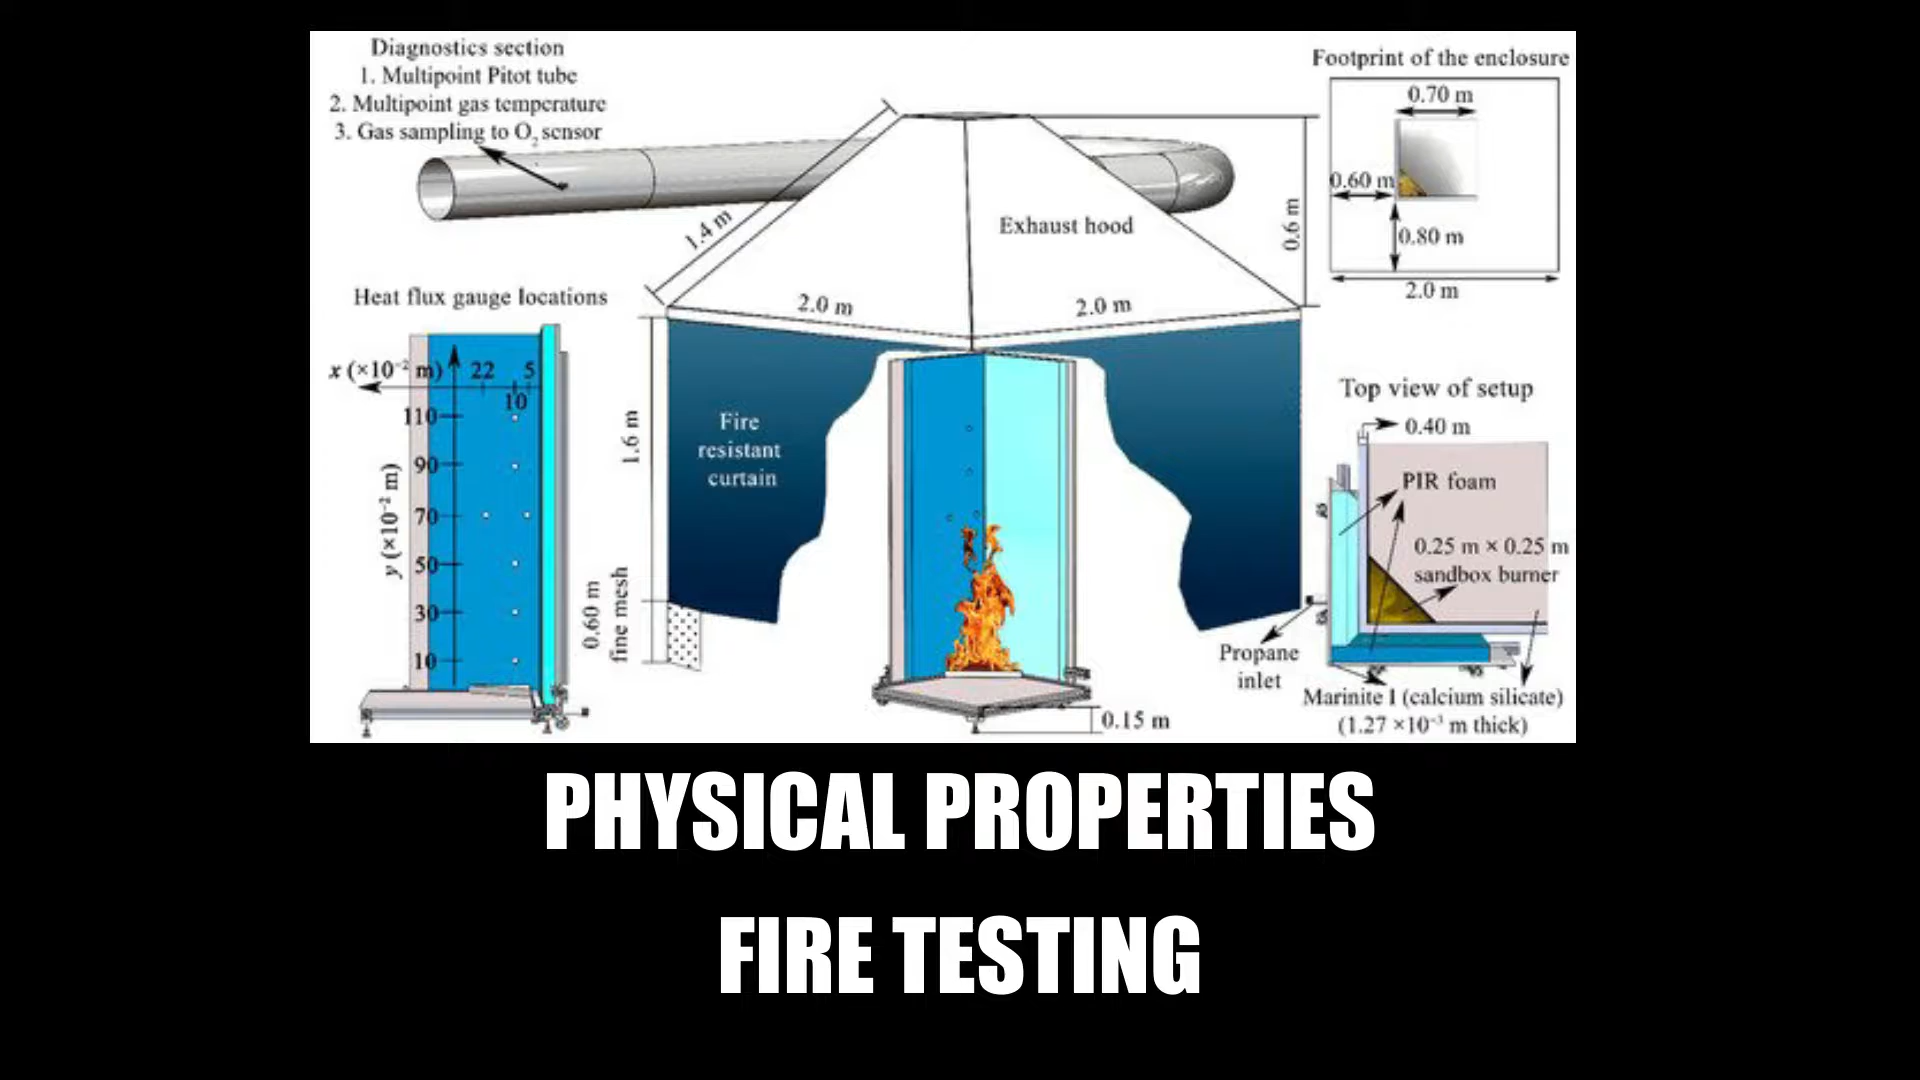 Diagnostics section
1. Multipoint Pitot tube
2. Multipoint gas temperature
3. Gas sampling to O2 sensor
Footprint of the enclosure
0.70 m
0.60 m
0.80 m
2.0 m
1.4 m
Exhaust hood
0.6 m
2.0 m
2.0 m
Heat flux gauge locations
x (×10⁻² m)
22
5
10
110
90
70
50
30
10
y (×10⁻² m)
1.6 m
Fire
resistant
curtain
0.60 m
fine mesh
0.15 m
Top view of setup
0.40 m
PIR foam
0.25 m × 0.25 m
sandbox burner
Propane
inlet
Marinite I (calcium silicate)
(1.27 ×10⁻³ m thick)
PHYSICAL PROPERTIES
FIRE TESTING